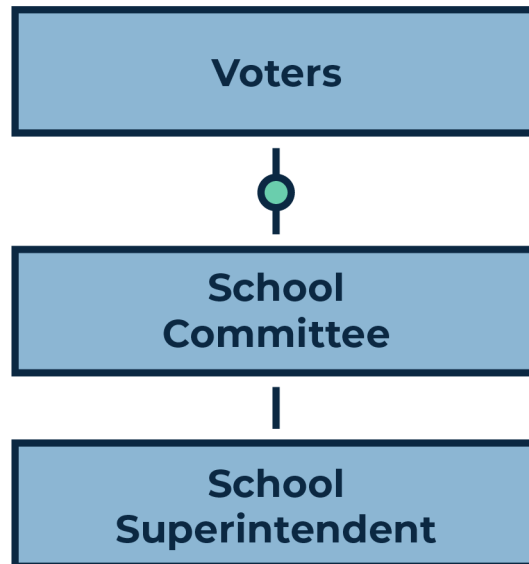 Voters
School
Committee
School
Superintendent